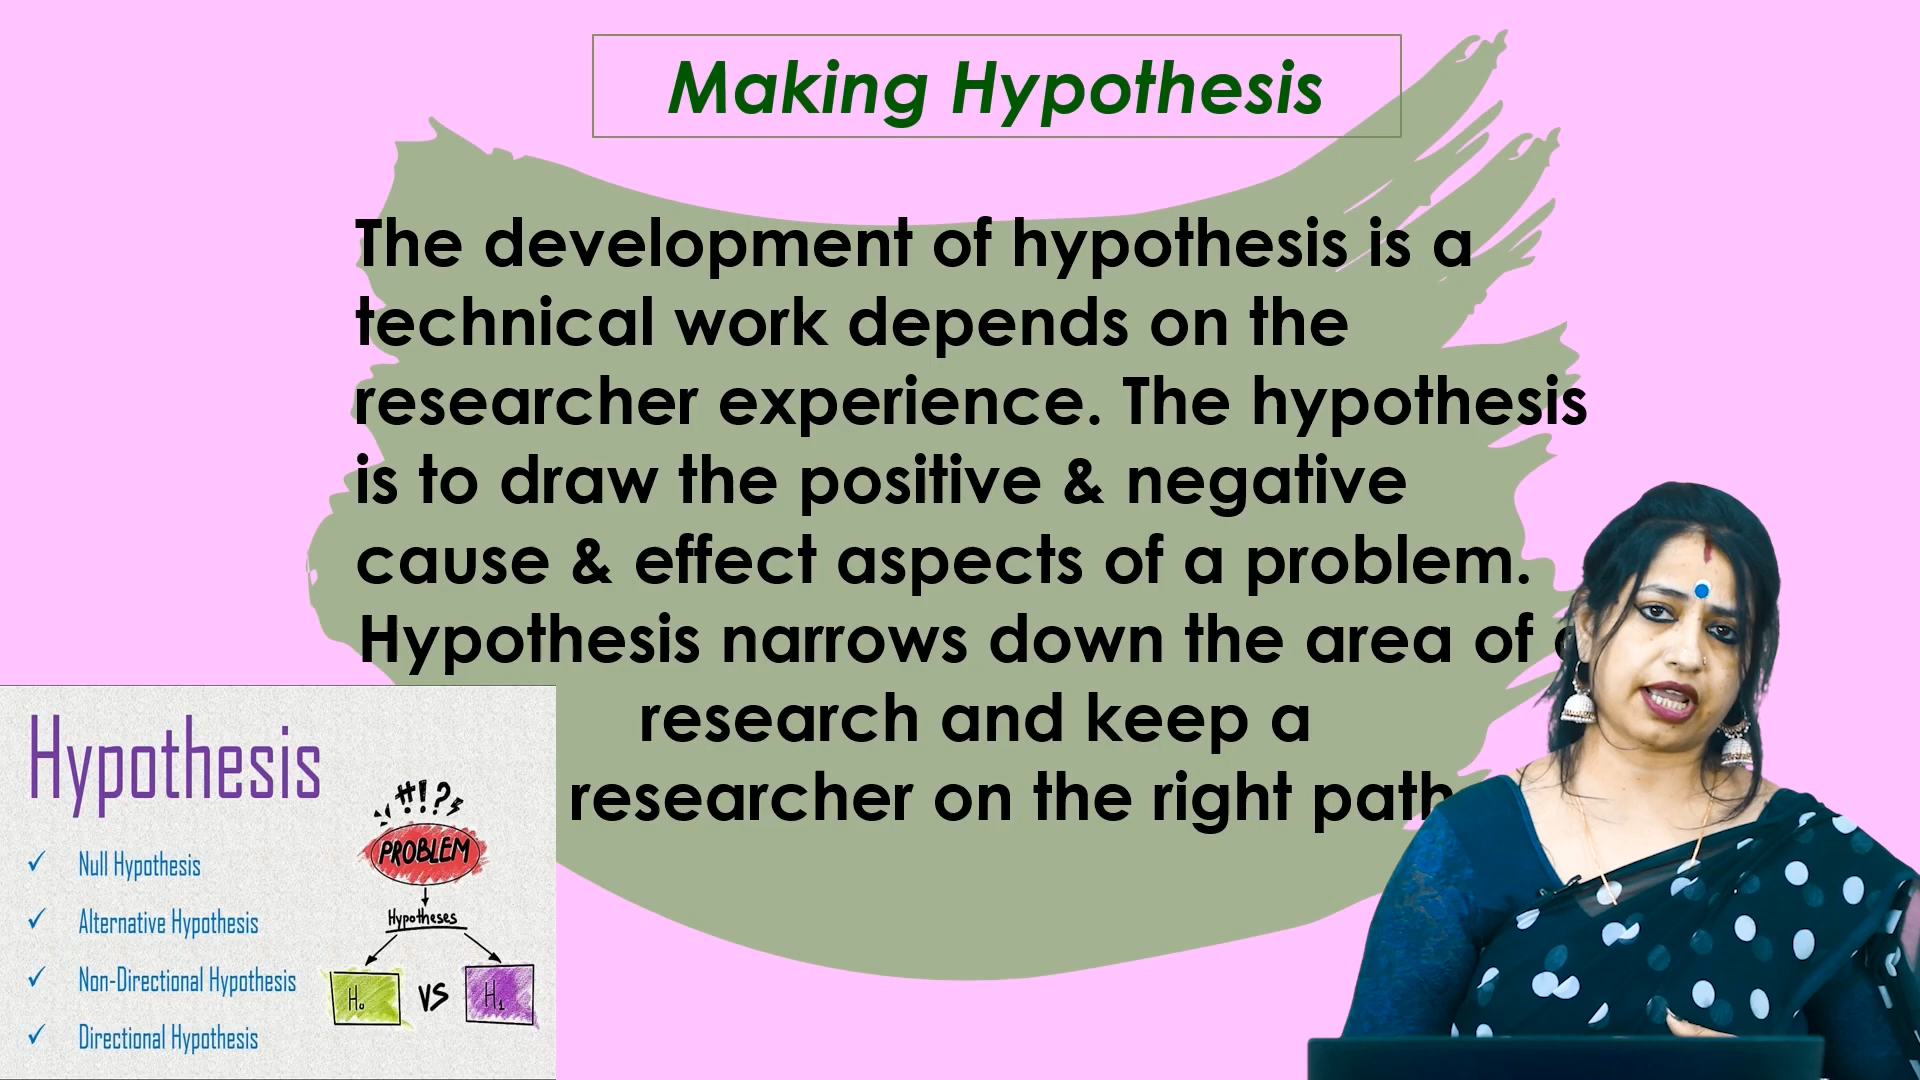 Making Hypothesis
The development of hypothesis is a
technical work depends on the
researcher experience. The hypothesis
is to draw the positive & negative
cause & effect aspects of a problem.
Hypothesis narrows down the area of
research and keep a
researcher on the right path
Hypothesis
✓ Null Hypothesis
✓ Alternative Hypothesis
✓ Non-Directional Hypothesis
✓ Directional Hypothesis
#!?
PROBLEM
Hypotheses
H₀ VS H₁